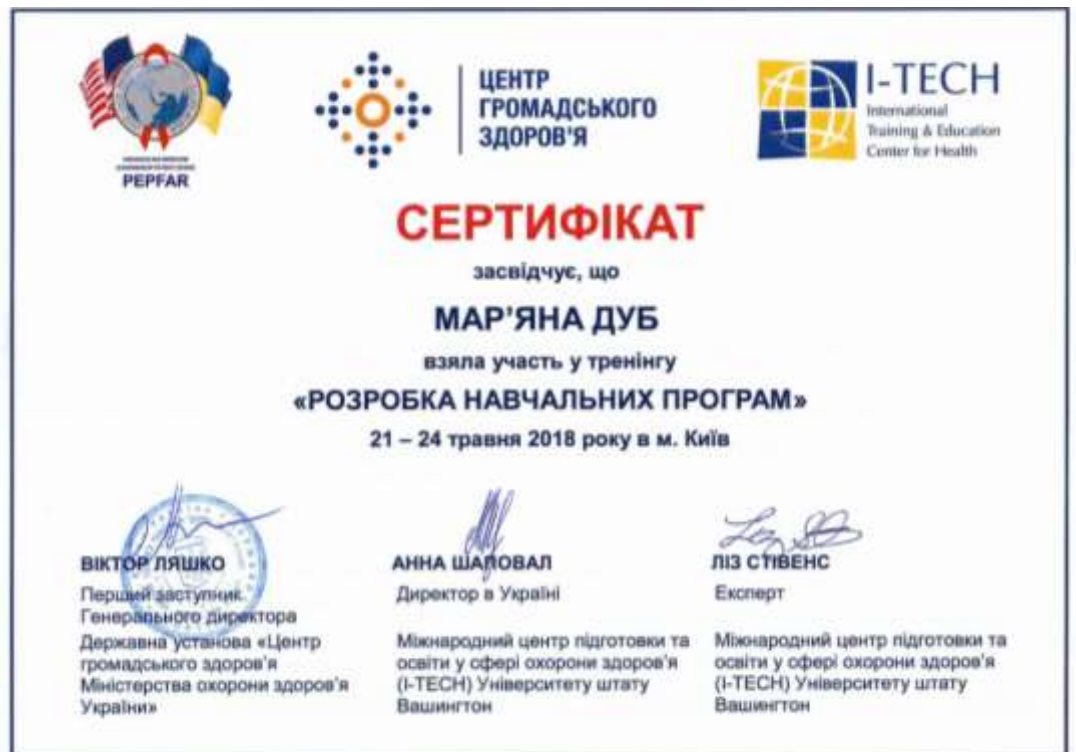 PEPFAR
ЦЕНТР
ГРОМАДСЬКОГО
ЗДОРОВ'Я
I-TECH
International
Training & Education
Center for Health
СЕРТИФІКАТ
засвідчує, що
МАР’ЯНА ДУБ
взяла участь у тренінгу
«РОЗРОБКА НАВЧАЛЬНИХ ПРОГРАМ»
21 – 24 травня 2018 року в м. Київ
ВІКТОР ЛЯШКО
Перший заступник
Генерального директора
Державна установа «Центр
громадського здоров’я
Міністерства охорони здоров’я
України»
АННА ШАПОВАЛ
Директор в Україні
Міжнародний центр підготовки та
освіти у сфері охорони здоров’я
(I-TECH) Університету штату
Вашингтон
ЛІЗ СТІВЕНС
Експерт
Міжнародний центр підготовки та
освіти у сфері охорони здоров’я
(I-TECH) Університету штату
Вашингтон